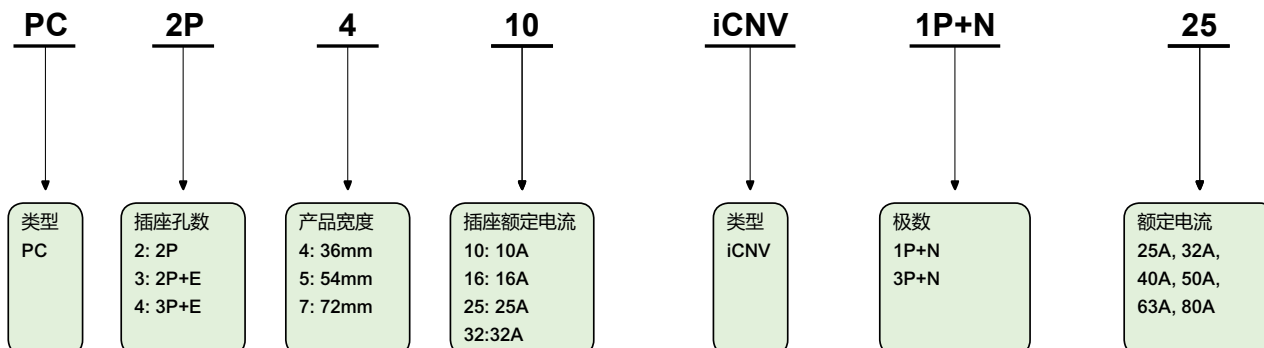 PC 2P 4 10 iCNV 1P+N 25
类型
PC
插座孔数
2: 2P
3: 2P+E
4: 3P+E
产品宽度
4: 36mm
5: 54mm
7: 72mm
插座额定电流
10: 10A
16: 16A
25: 25A
32:32A
类型
iCNV
极数
1P+N
3P+N
额定电流
25A, 32A,
40A, 50A,
63A, 80A